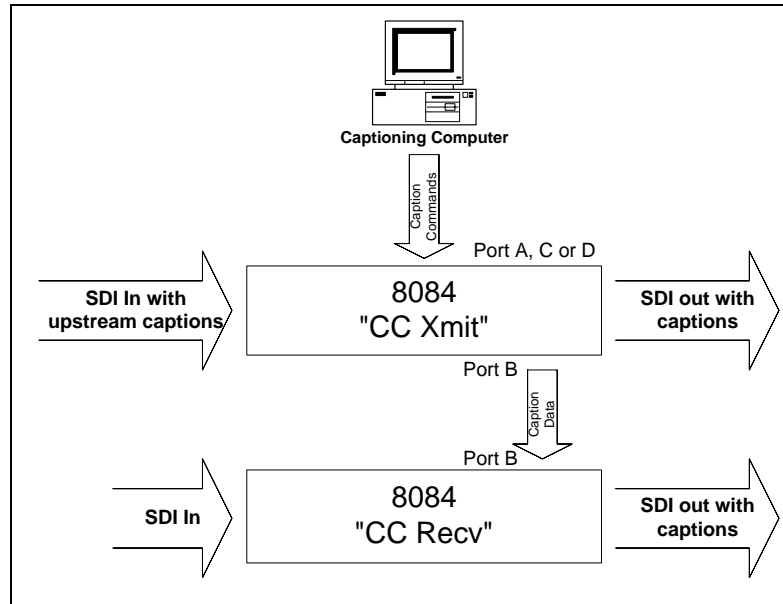 Captioning Computer
Caption
Commands
Port A, C or D
SDI In with
upstream captions
8084
"CC Xmit"
SDI out with
captions
Port B
Caption
Data
Port B
SDI In
8084
"CC Recv"
SDI out with
captions